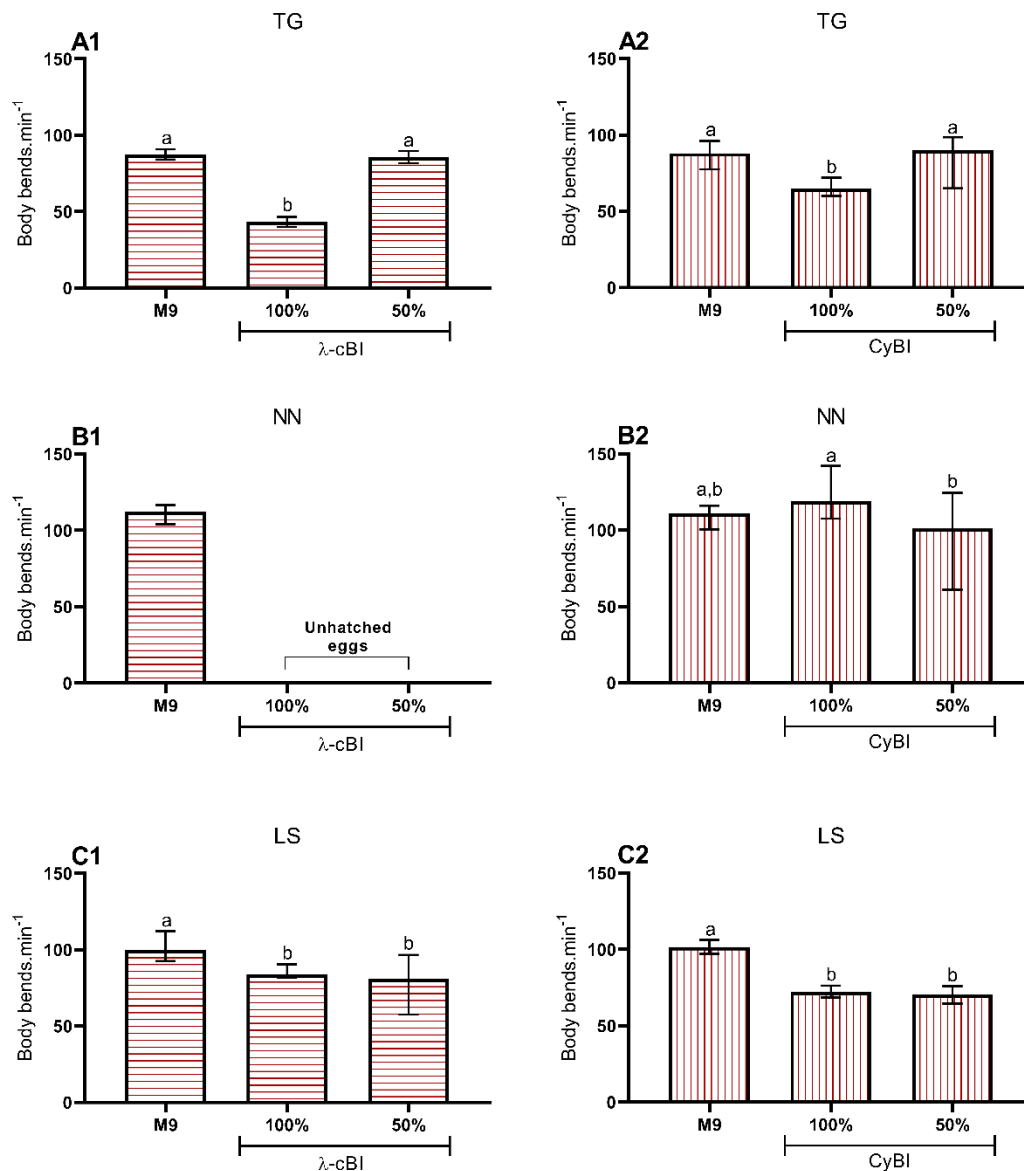 TG
A1
150
100
50
0
Body bends.min⁻¹
a
b
a
M9
100%
50%
λ-cBI
TG
A2
150
100
50
0
Body bends.min⁻¹
a
b
a
M9
100%
50%
CyBI
NN
B1
150
100
50
0
Body bends.min⁻¹
Unhatched
eggs
M9
100%
50%
λ-cBI
NN
B2
150
100
50
0
Body bends.min⁻¹
a,b
a
b
M9
100%
50%
CyBI
LS
C1
150
100
50
0
Body bends.min⁻¹
a
b
b
M9
100%
50%
λ-cBI
LS
C2
150
100
50
0
Body bends.min⁻¹
a
b
b
M9
100%
50%
CyBI